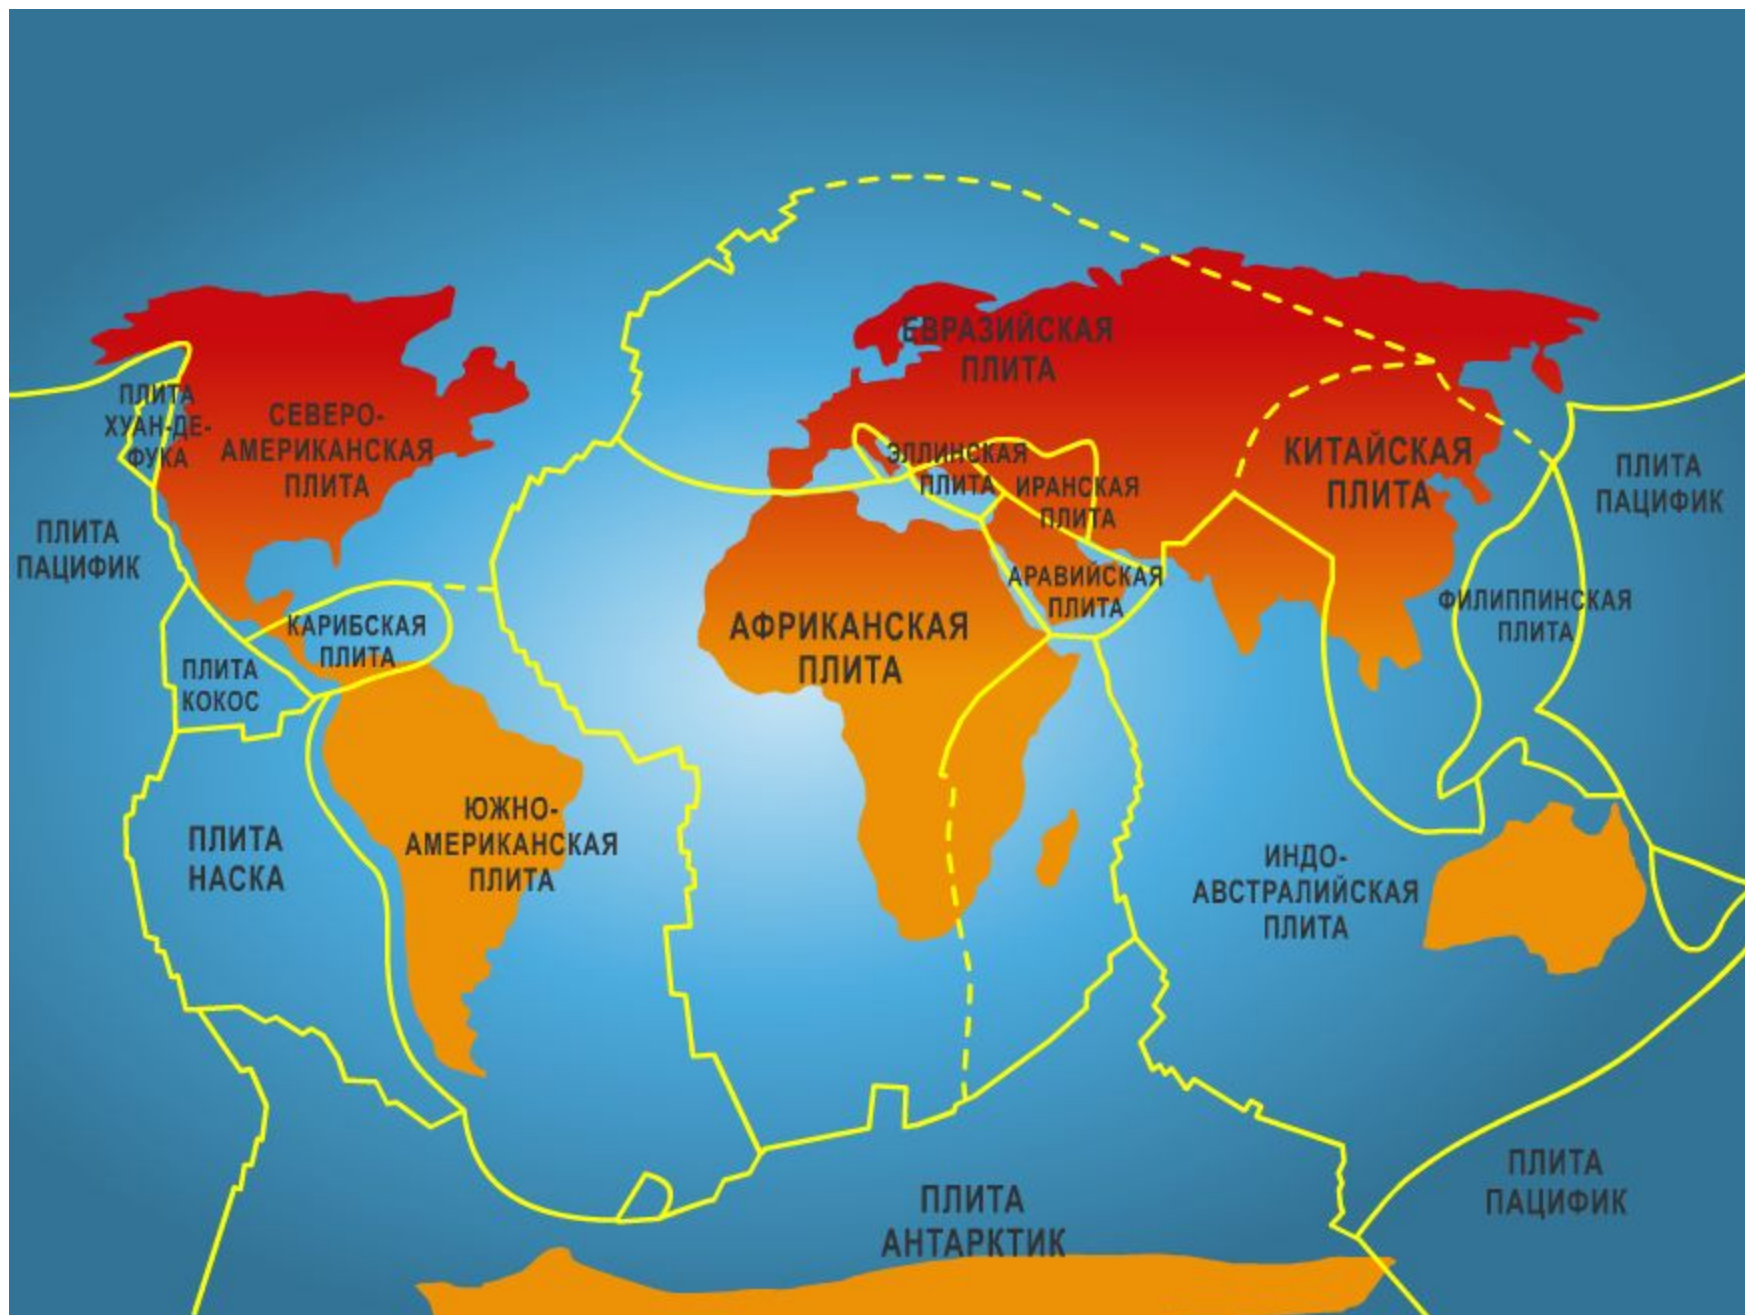 ЕВРАЗИЙСКАЯ
ПЛИТА
ПЛИТА
ХУАН-ДЕ-
ФУКА
СЕВЕРО-
АМЕРИКАНСКАЯ
ПЛИТА
ЭЛЛИНСКАЯ
ПЛИТА
ИРАНСКАЯ
ПЛИТА
КИТАЙСКАЯ
ПЛИТА
ПЛИТА
ПАЦИФИК
ПЛИТА
ПАЦИФИК
АРАВИЙСКАЯ
ПЛИТА
ФИЛИППИНСКАЯ
ПЛИТА
КАРИБСКАЯ
ПЛИТА
АФРИКАНСКАЯ
ПЛИТА
ПЛИТА
КОКОС
ПЛИТА
НАСКА
ЮЖНО-
АМЕРИКАНСКАЯ
ПЛИТА
ИНДО-
АВСТРАЛИЙСКАЯ
ПЛИТА
ПЛИТА
АНТАРКТИК
ПЛИТА
ПАЦИФИК